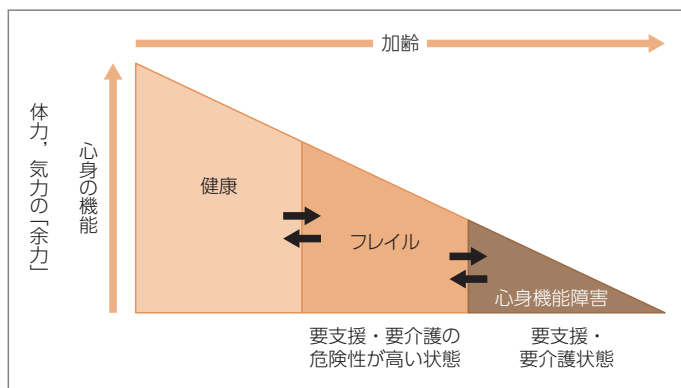 加齢
体力，気力の「余力」
心身の機能
健康
フレイル
心身機能障害
要支援・要介護の
危険性が高い状態
要支援・
要介護状態